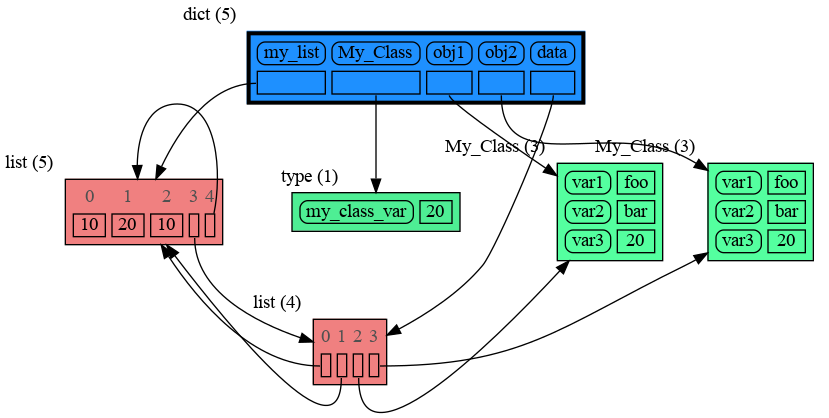 dict (5)
my_list My_Class obj1 obj2 data
My_Class (3) My_Class (3)
list (5)
type (1)
0 1 2 3 4
10 20 10
my_class_var 20
var1 foo
var2 bar
var3 20
var1 foo
var2 bar
var3 20
list (4)
0 1 2 3